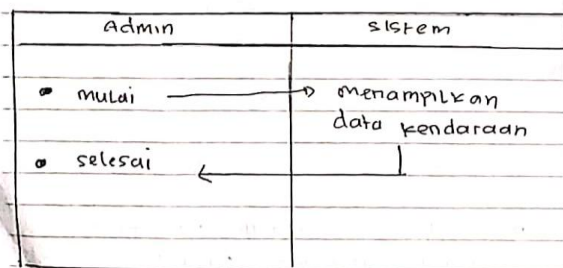 Admin
sistem
mulai
menampilkan
data kendaraan
selesai